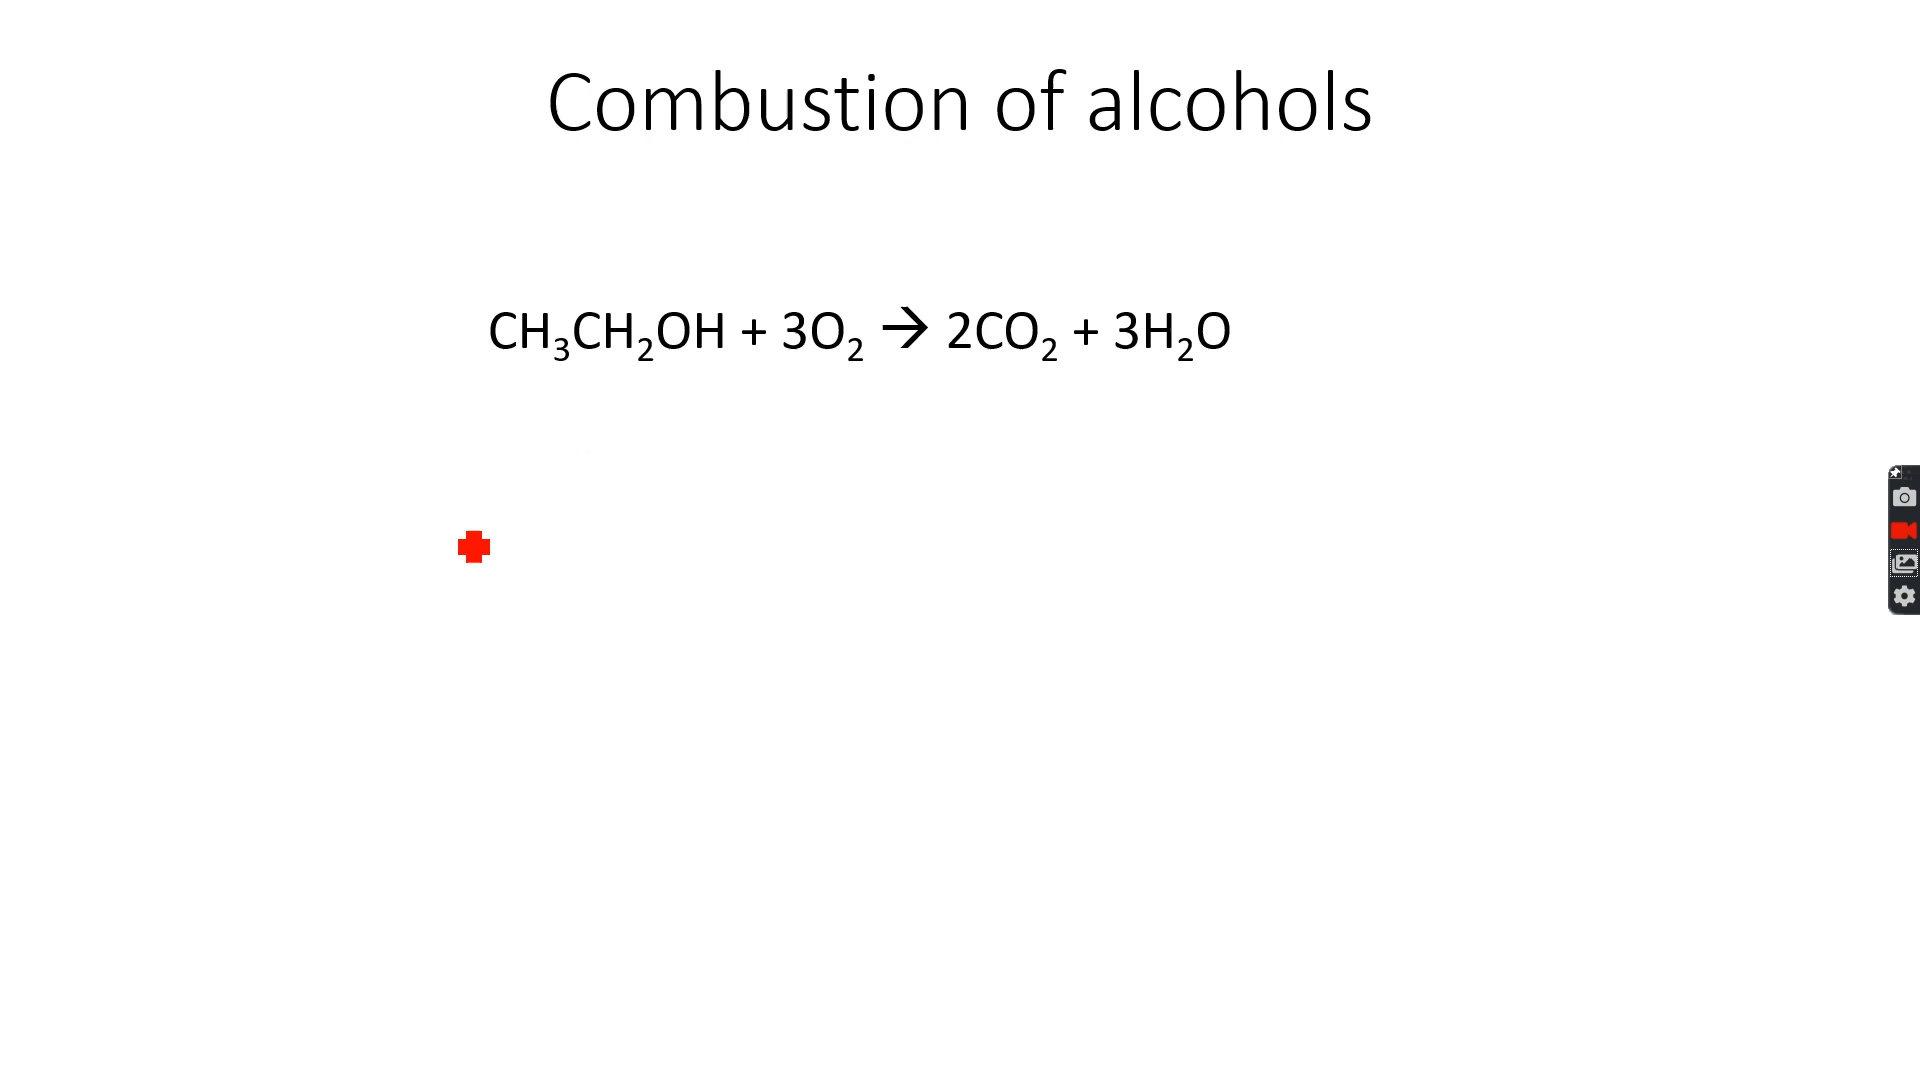 Combustion of alcohols
CH₃CH₂OH + 3O₂ → 2CO₂ + 3H₂O